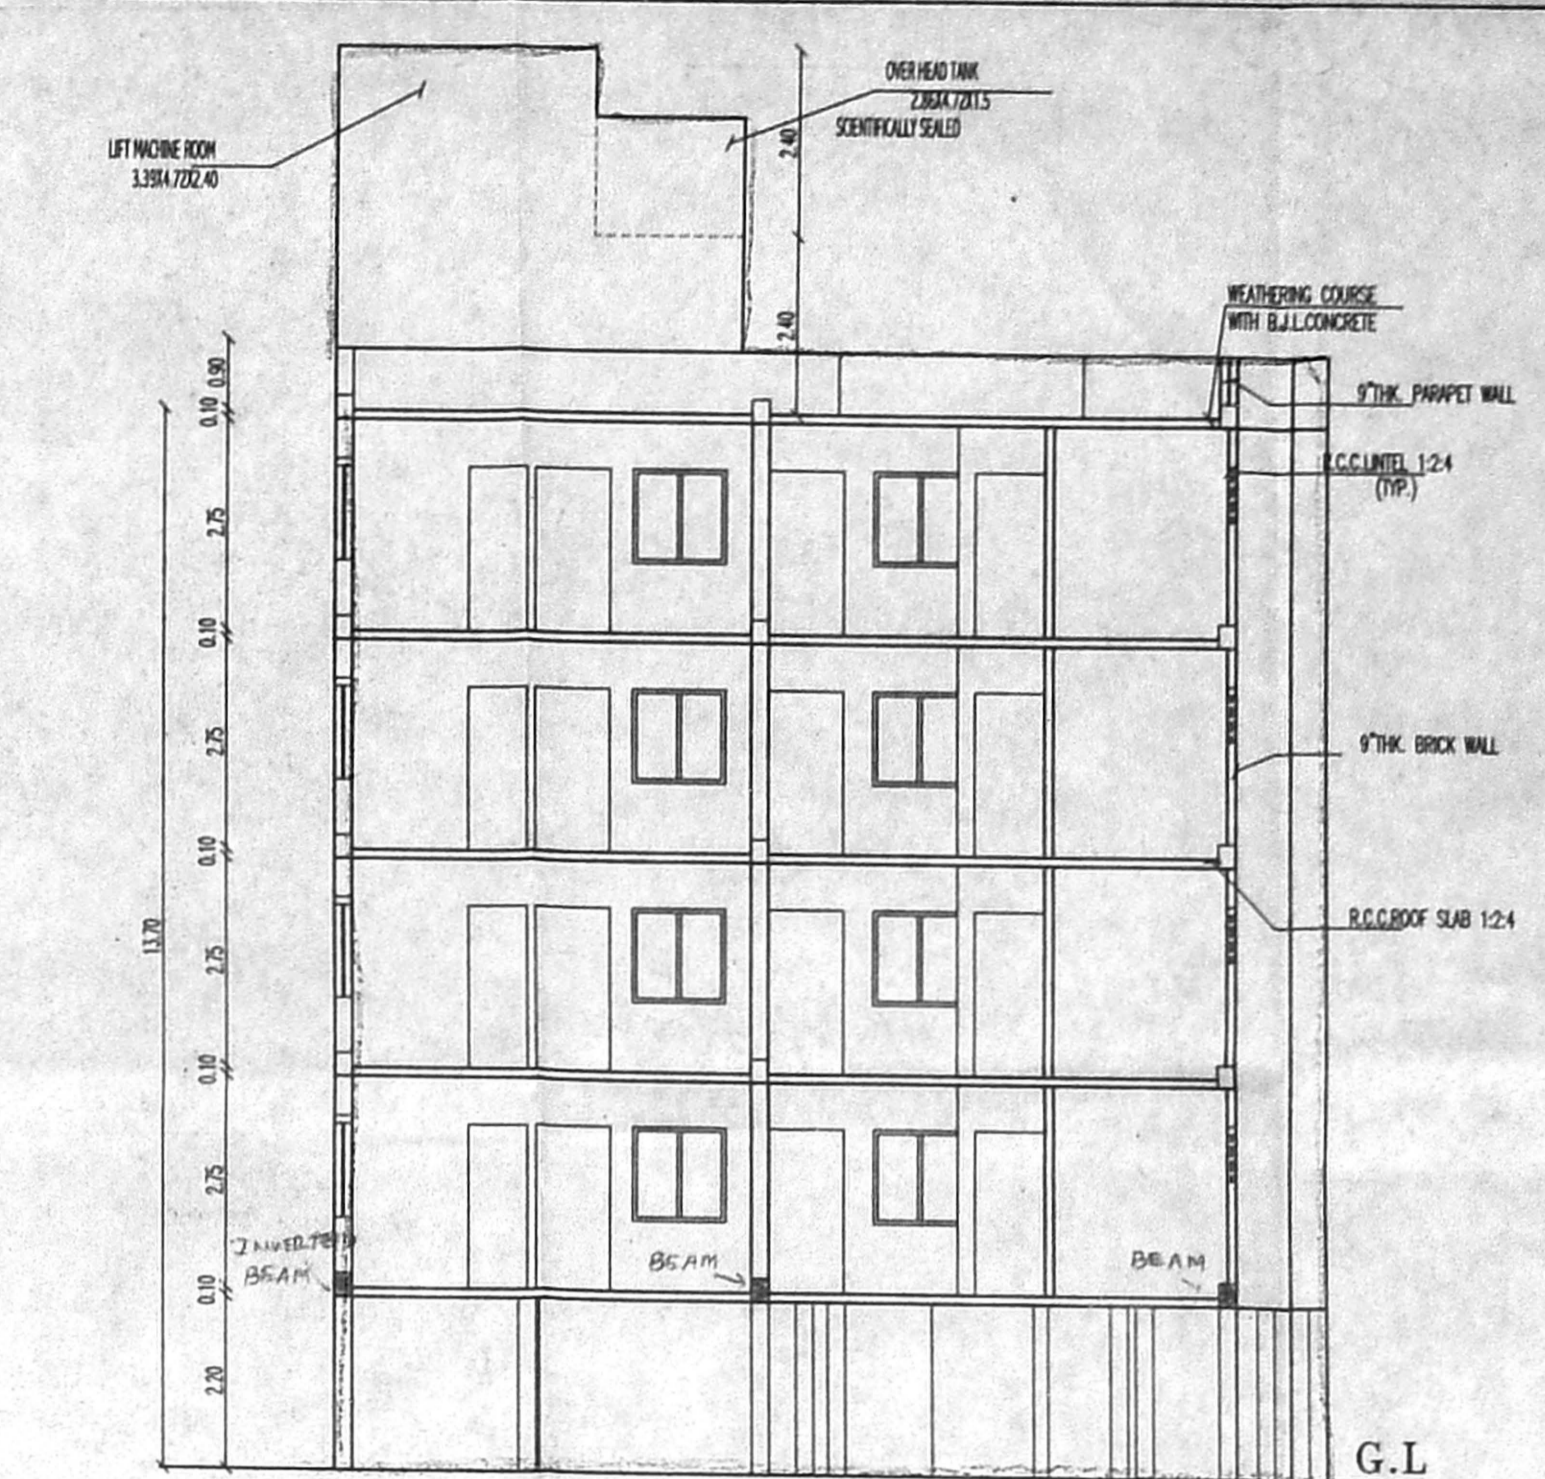 OVER HEAD TANK
2.86X4.72X1.5
SCIENTIFICALLY SEALED
LIFT MACHINE ROOM
3.39X4.72X2.40
2.40
2.40
WEATHERING COURSE
WITH B.J.L.CONCRETE
0.90
9"THK. PARAPET WALL
0.10
R.C.C.LINTEL 1:2:4
(TYP.)
2.75
0.10
2.75
9"THK. BRICK WALL
0.10
13.70
2.75
R.C.C.ROOF SLAB 1:2:4
0.10
2.75
INVERTED
BEAM
BEAM
BEAM
0.10
2.20
G.L